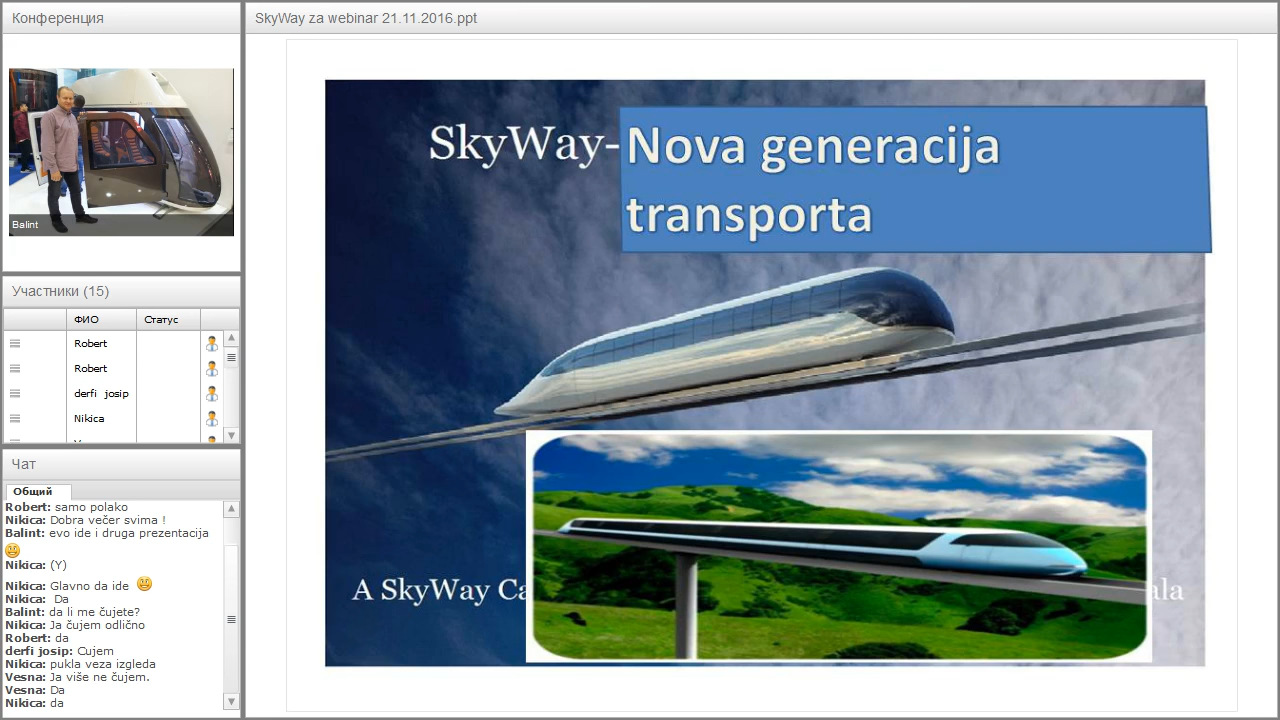 Конференция
Balint
Участники (15)
ФИО
Статус
Robert
Robert
derfi josip
Nikica
Чат
Общий
Robert: samo polako
Nikica: Dobra večer svima !
Balint: evo ide i druga prezentacija
Nikica: (Y)
Nikica: Glavno da ide
Nikica: Da
Balint: da li me čujete?
Nikica: Ja čujem odlično
Robert: da
derfi josip: Cujem
Nikica: pukla veza izgleda
Vesna: Ja više ne čujem.
Vesna: Da
Nikica: da
SkyWay za webinar 21.11.2016.ppt
SkyWay-Nova generacija
transporta
A SkyWay Ca
ala